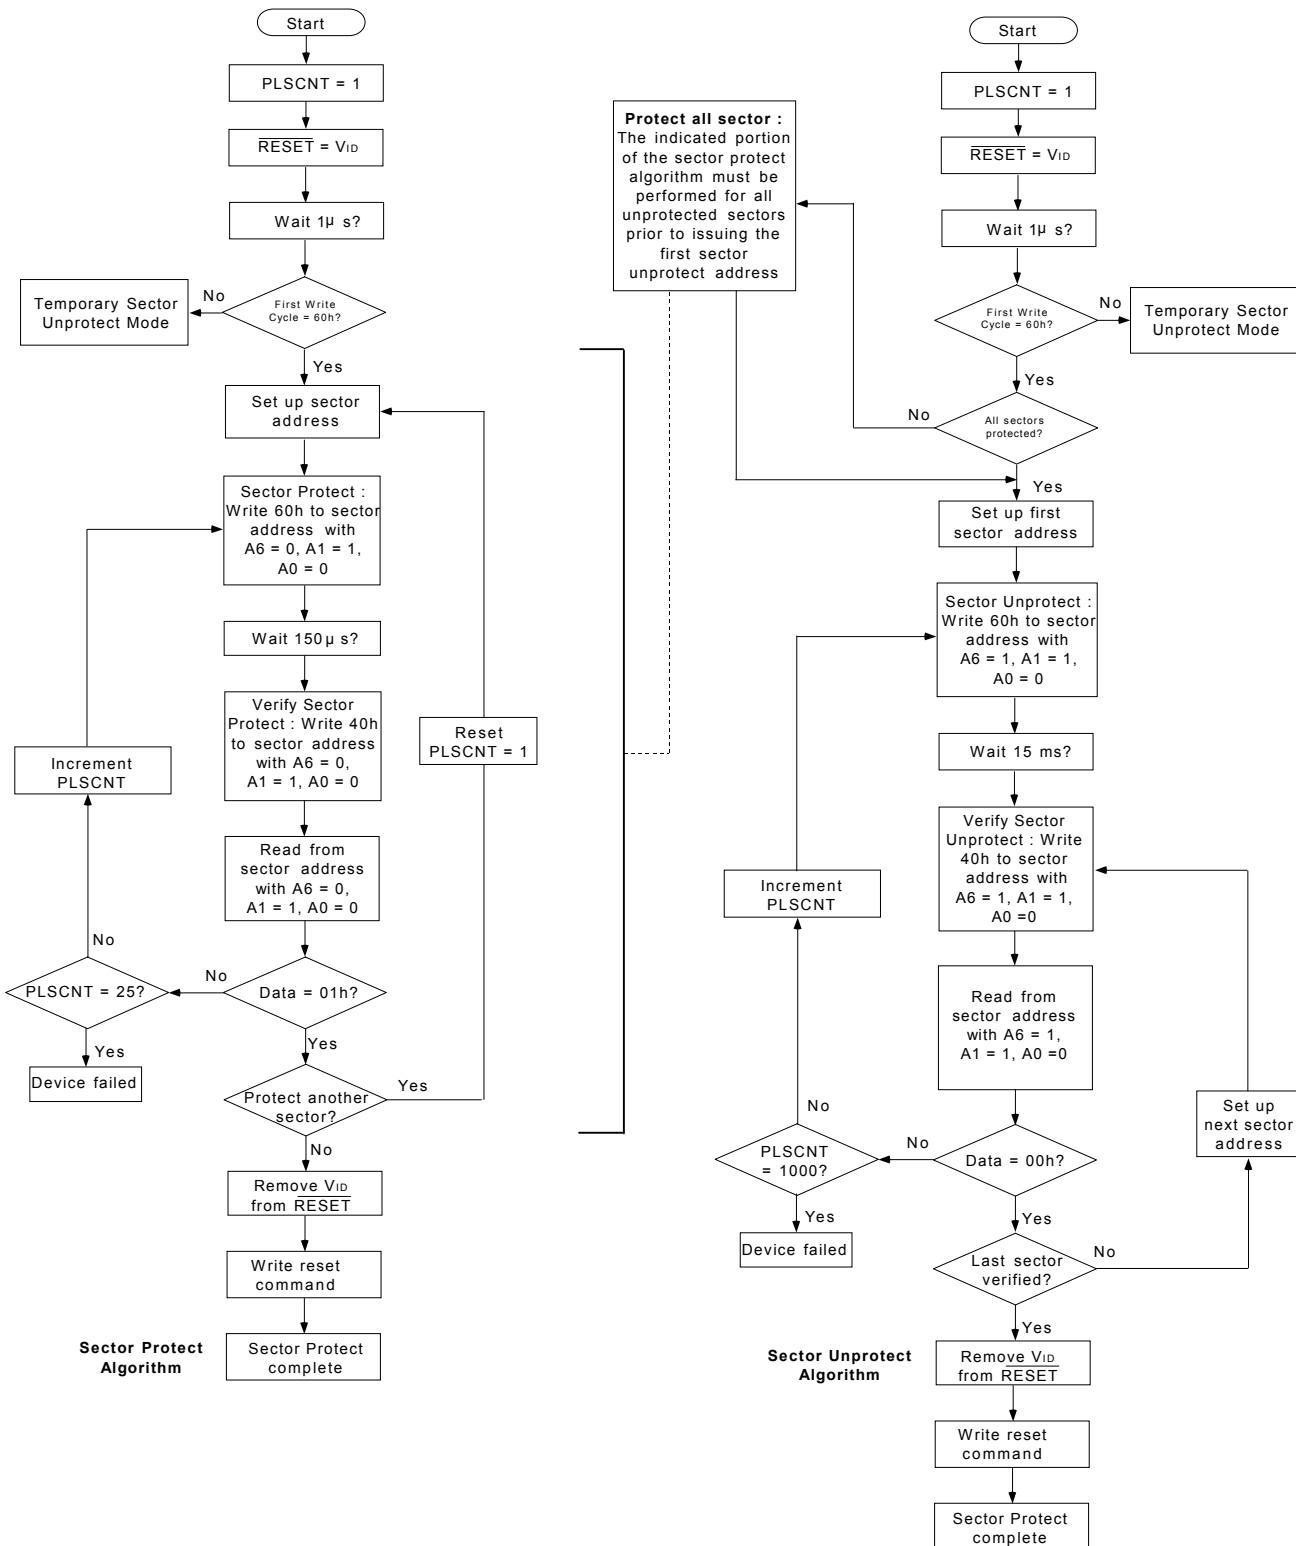 Start
PLSCNT = 1
RESET = VID
Wait 1µ s?
First Write
Cycle = 60h?
No
Temporary Sector
Unprotect Mode
Yes
Set up sector
address
Sector Protect :
Write 60h to sector
address with
A6 = 0, A1 = 1,
A0 = 0
Wait 150µ s?
Verify Sector
Protect : Write 40h
to sector address
with A6 = 0,
A1 = 1, A0 = 0
Reset
PLSCNT = 1
Increment
PLSCNT
Read from
sector address
with A6 = 0,
A1 = 1, A0 = 0
No
No
PLSCNT = 25?
Data = 01h?
Yes
Yes
Device failed
Protect another
sector?
Yes
No
Remove VID
from RESET
Write reset
command
Sector Protect
Algorithm
Sector Protect
complete
Protect all sector :
The indicated portion
of the sector protect
algorithm must be
performed for all
unprotected sectors
prior to issuing the
first sector
unprotect address
Start
PLSCNT = 1
RESET = VID
Wait 1µ s?
First Write
Cycle = 60h?
No
Temporary Sector
Unprotect Mode
Yes
No
All sectors
protected?
Yes
Set up first
sector address
Sector Unprotect :
Write 60h to sector
address with
A6 = 1, A1 = 1,
A0 = 0
Wait 15 ms?
Verify Sector
Unprotect : Write
40h to sector
address with
A6 = 1, A1 = 1,
A0 =0
Increment
PLSCNT
Read from
sector address
with A6 = 1,
A1 = 1, A0 =0
No
Set up
next sector
address
No
PLSCNT
= 1000?
Data = 00h?
Yes
Yes
Device failed
Last sector
verified?
No
Yes
Sector Unprotect
Algorithm
Remove VID
from RESET
Write reset
command
Sector Protect
complete